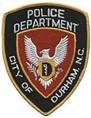 POLICE
DEPARTMENT
CITY OF
DURHAM, N.C.